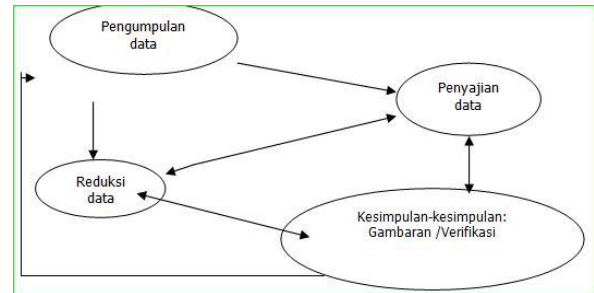 Pengumpulan
data
Penyajian
data
Reduksi
data
Kesimpulan-kesimpulan:
Gambaran /Verifikasi